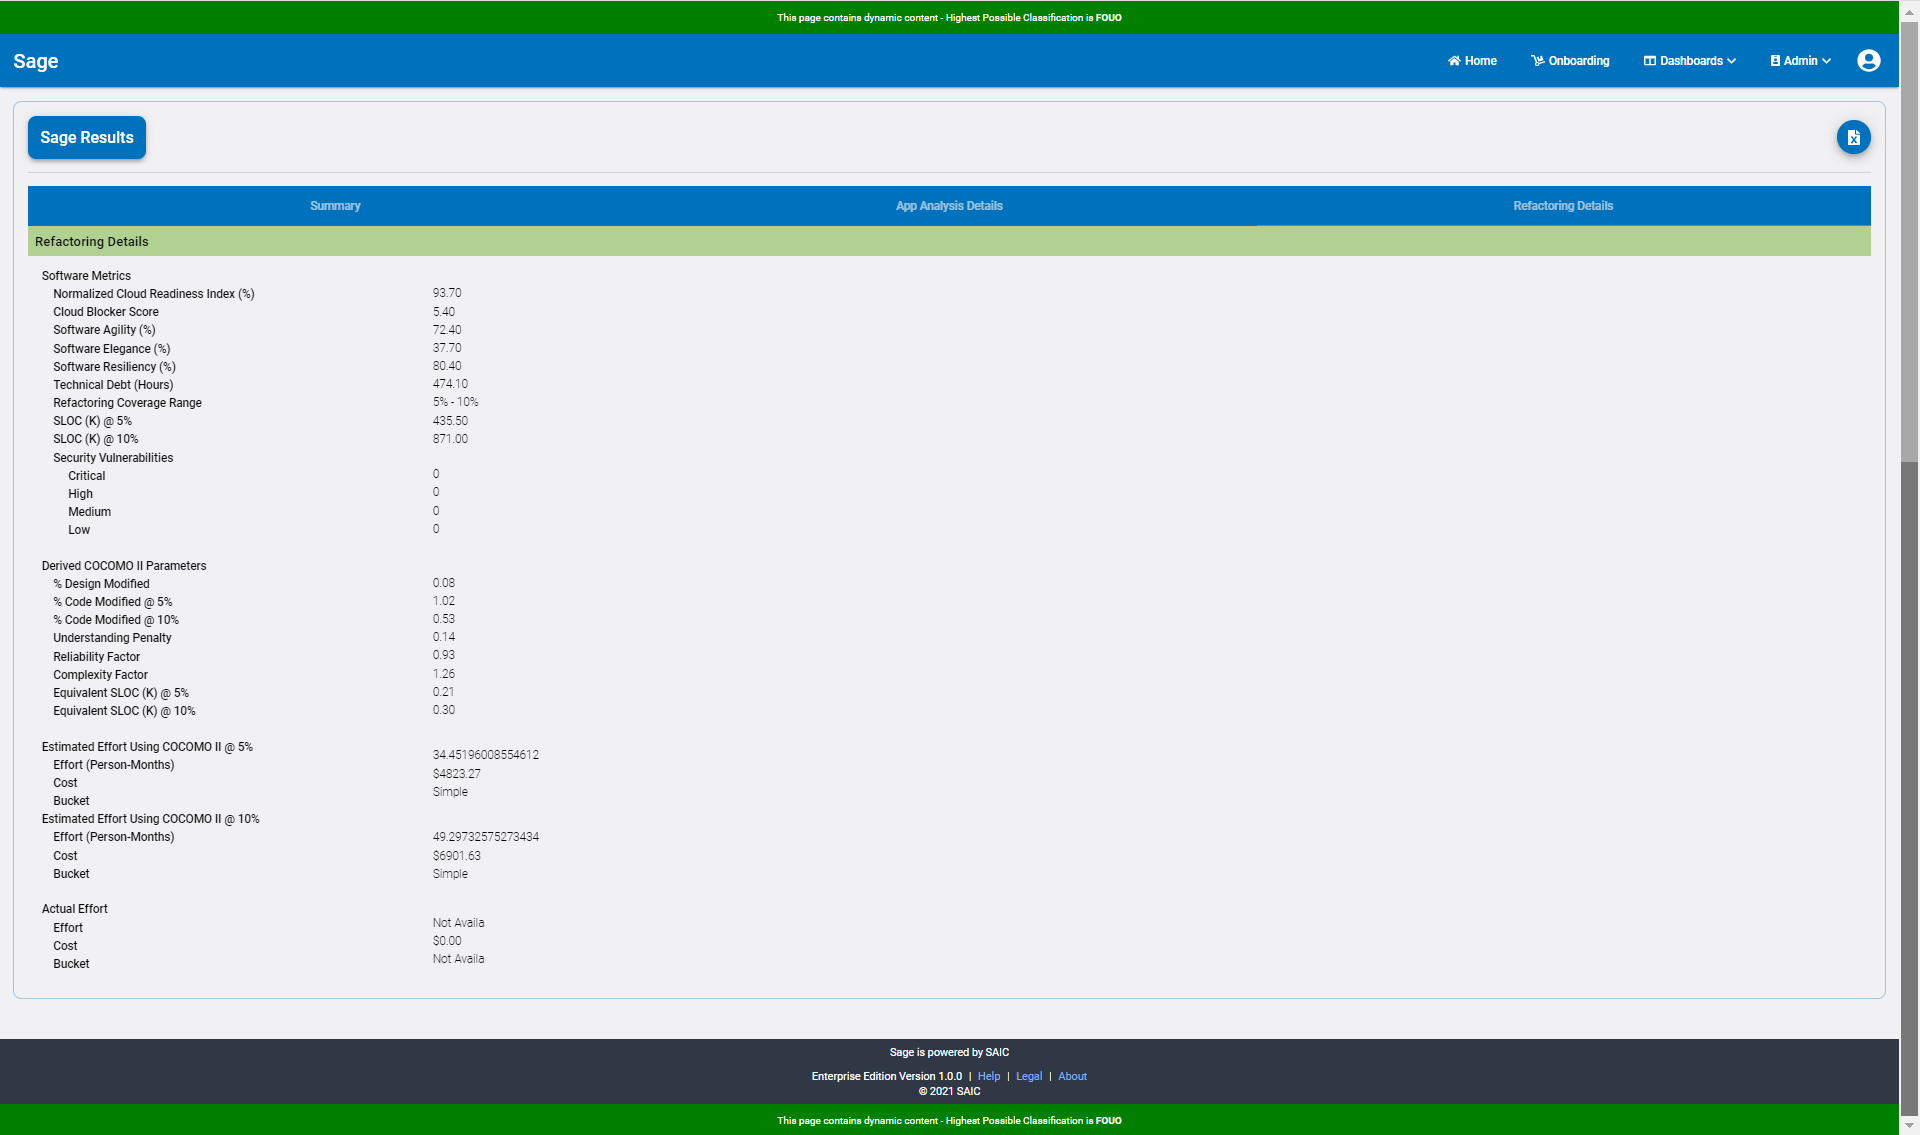 This page contains dynamic content - Highest Possible Classification is FOUO
Sage
Home Onboarding Dashboards Admin
Sage Results
Summary App Analysis Details Refactoring Details
Refactoring Details
Software Metrics
Normalized Cloud Readiness Index (%) 93.70
Cloud Blocker Score 5.40
Software Agility (%) 72.40
Software Elegance (%) 37.70
Software Resiliency (%) 80.40
Technical Debt (Hours) 474.10
Refactoring Coverage Range 5% - 10%
SLOC (K) @ 5% 435.50
SLOC (K) @ 10% 871.00
Security Vulnerabilities
Critical 0
High 0
Medium 0
Low 0
Derived COCOMO II Parameters
% Design Modified 0.08
% Code Modified @ 5% 1.02
% Code Modified @ 10% 0.53
Understanding Penalty 0.14
Reliability Factor 0.93
Complexity Factor 1.26
Equivalent SLOC (K) @ 5% 0.21
Equivalent SLOC (K) @ 10% 0.30
Estimated Effort Using COCOMO II @ 5%
Effort (Person-Months) 34.45196008554612
Cost $4823.27
Bucket Simple
Estimated Effort Using COCOMO II @ 10%
Effort (Person-Months) 49.29732575273434
Cost $6901.63
Bucket Simple
Actual Effort
Effort Not Availa
Cost $0.00
Bucket Not Availa
Sage is powered by SAIC
Enterprise Edition Version 1.0.0 | Help | Legal | About
© 2021 SAIC
This page contains dynamic content - Highest Possible Classification is FOUO